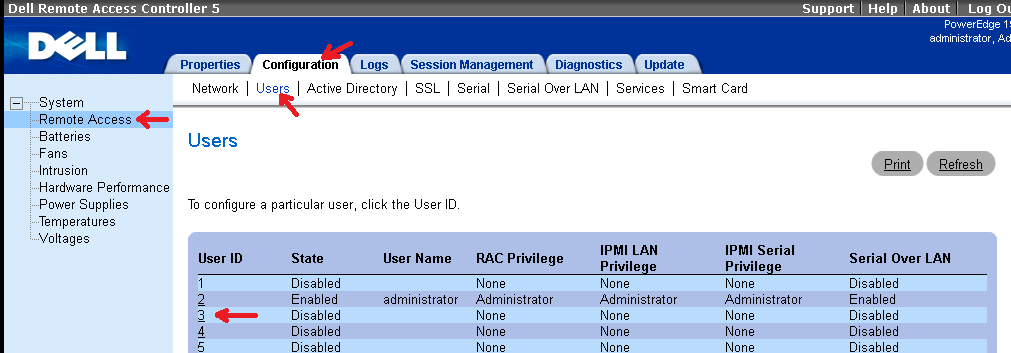 Dell Remote Access Controller 5 Support | Help | About | Log Ou
PowerEdge 19
administrator, Ad
DELL
Properties Configuration Logs Session Management Diagnostics Update
Network | Users | Active Directory | SSL | Serial | Serial Over LAN | Services | Smart Card
System
Remote Access
Batteries
Fans
Intrusion
Hardware Performance
Power Supplies
Temperatures
Voltages
Users
Print Refresh
To configure a particular user, click the User ID.
User ID State User Name RAC Privilege IPMI LAN Privilege IPMI Serial Privilege Serial Over LAN
1 Disabled None None None Disabled
2 Enabled administrator Administrator Administrator Administrator Enabled
3 Disabled None None None Disabled
4 Disabled None None None Disabled
5 Disabled None None None Disabled